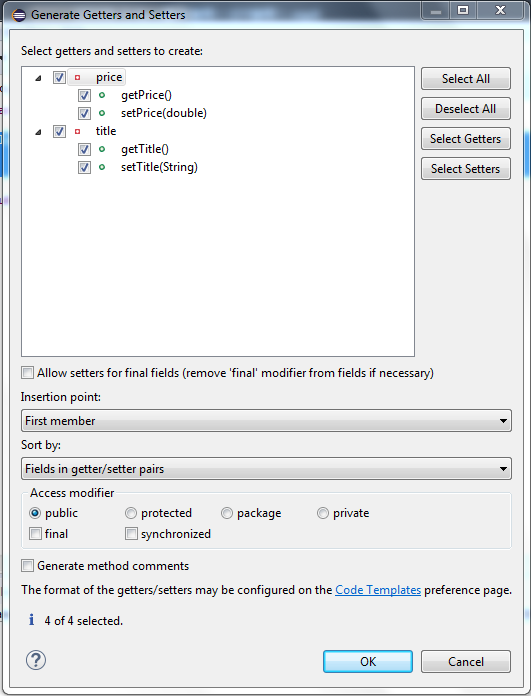 Generate Getters and Setters
Select getters and setters to create:
price
getPrice()
setPrice(double)
title
getTitle()
setTitle(String)
Select All
Deselect All
Select Getters
Select Setters
Allow setters for final fields (remove 'final' modifier from fields if necessary)
Insertion point:
First member
Sort by:
Fields in getter/setter pairs
Access modifier
public protected package private
final synchronized
Generate method comments
The format of the getters/setters may be configured on the Code Templates preference page.
i 4 of 4 selected.
? OK Cancel